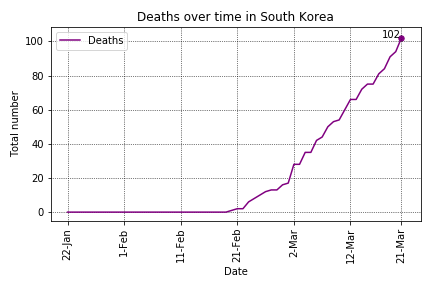 Deaths over time in South Korea
Deaths
102
Total number
100
80
60
40
20
0
22-Jan
1-Feb
11-Feb
21-Feb
2-Mar
12-Mar
21-Mar
Date